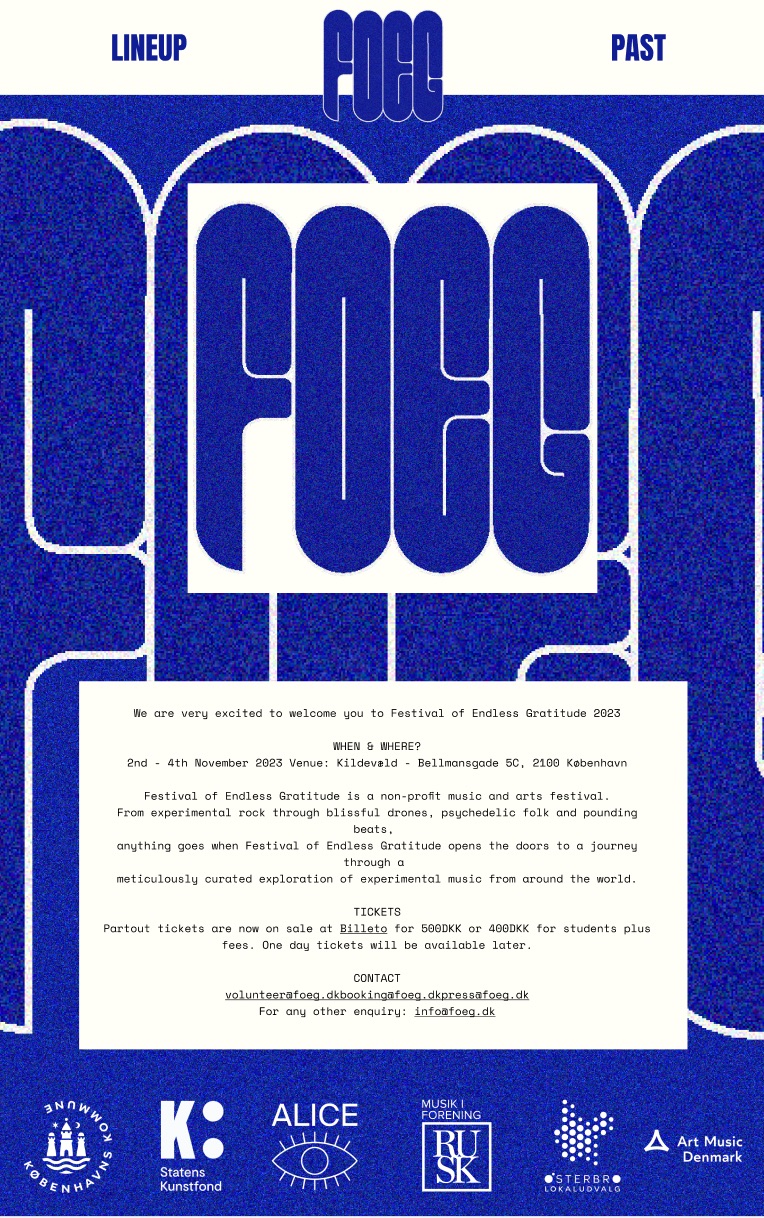 LINEUP
FOEG
PAST
FOEG
We are very excited to welcome you to Festival of Endless Gratitude 2023
WHEN & WHERE?
2nd - 4th November 2023 Venue: Kildevæld - Bellmansgade 5C, 2100 København
Festival of Endless Gratitude is a non-profit music and arts festival.
From experimental rock through blissful drones, psychedelic folk and pounding
beats,
anything goes when Festival of Endless Gratitude opens the doors to a journey
through a
meticulously curated exploration of experimental music from around the world.
TICKETS
Partout tickets are now on sale at Billeto for 500DKK or 400DKK for students plus
fees. One day tickets will be available later.
CONTACT
volunteer@foeg.dkbooking@foeg.dkpress@foeg.dk
For any other enquiry: info@foeg.dk
KØBENHAVNS KOMMUNE
K:
Statens
Kunstfond
ALICE
MUSIK I
FORENING
RU
SK
ØSTERBRO
LOKALUDVALG
Art Music
Denmark